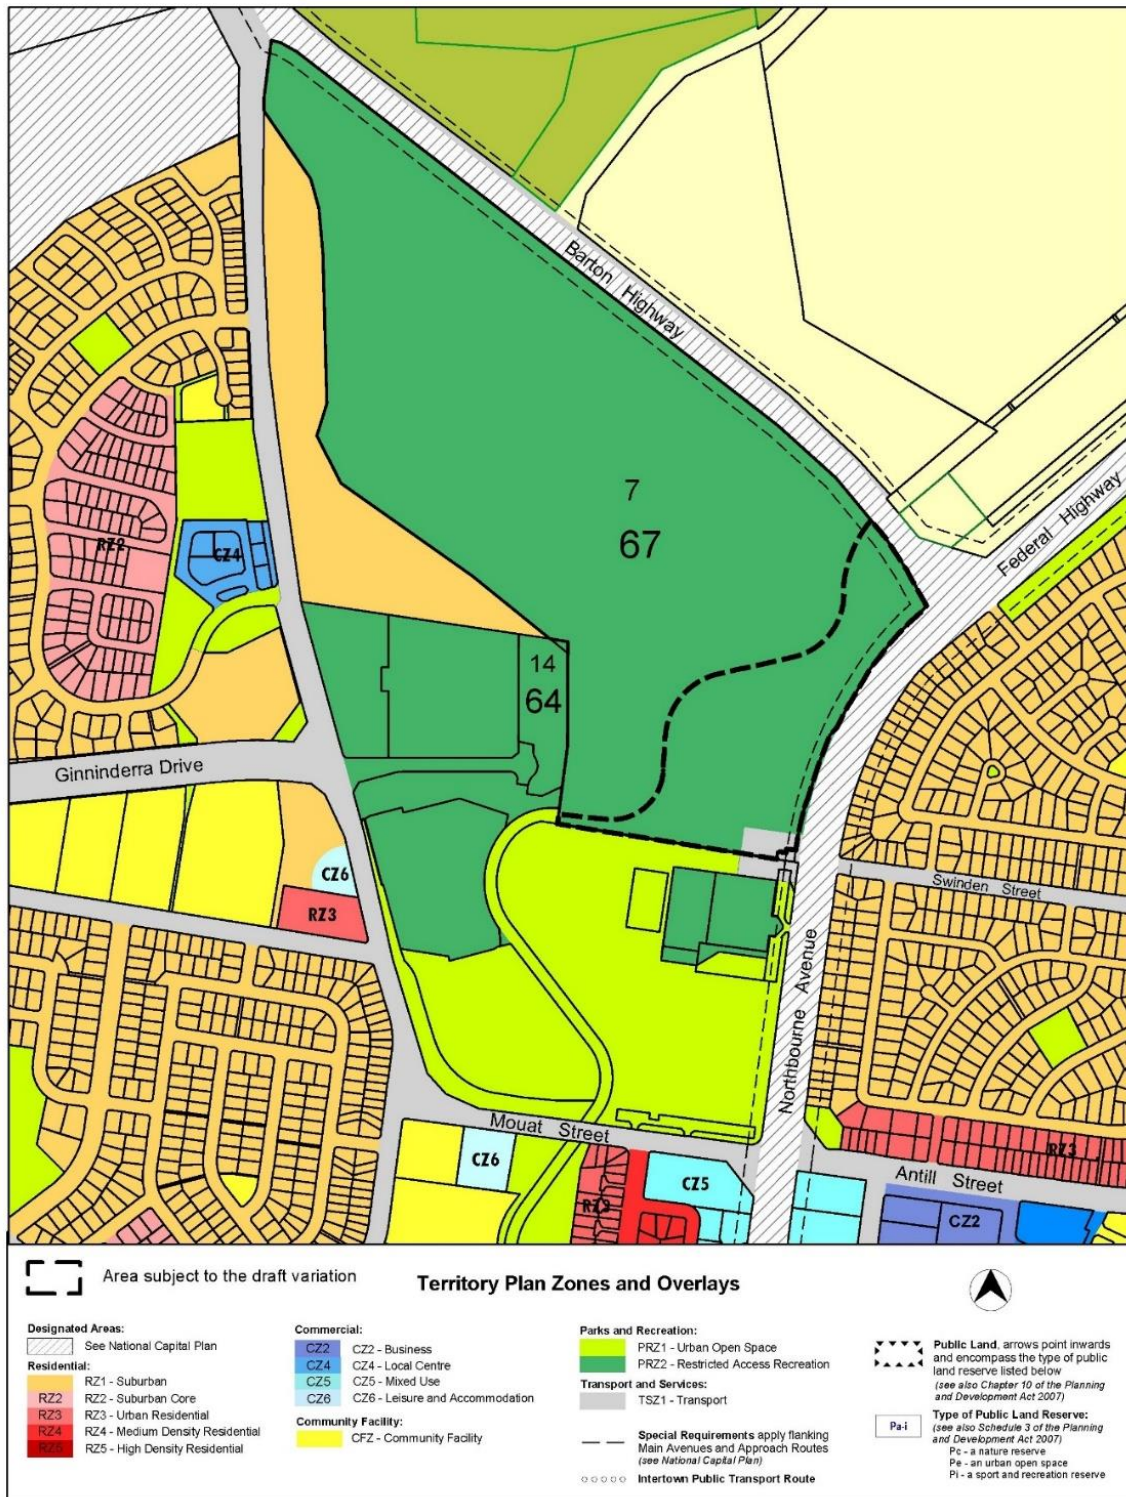 Barton Highway
Federal Highway
7
67
RZ2
CZ4
14
64
Ginninderra Drive
CZ6
RZ3
Swinden Street
Northbourne Avenue
Mouat Street
CZ6
RZ3
CZ5
RZ3
Antill Street
CZ2
Area subject to the draft variation
Territory Plan Zones and Overlays
Designated Areas:
See National Capital Plan
Residential:
RZ1 - Suburban
RZ2 RZ2 - Suburban Core
RZ3 RZ3 - Urban Residential
RZ4 RZ4 - Medium Density Residential
RZ5 RZ5 - High Density Residential
Commercial:
CZ2 CZ2 - Business
CZ4 CZ4 - Local Centre
CZ5 CZ5 - Mixed Use
CZ6 CZ6 - Leisure and Accommodation
Community Facility:
CFZ - Community Facility
Parks and Recreation:
PRZ1 - Urban Open Space
PRZ2 - Restricted Access Recreation
Transport and Services:
TSZ1 - Transport
Special Requirements apply flanking
Main Avenues and Approach Routes
(see National Capital Plan)
Intertown Public Transport Route
Public Land, arrows point inwards
and encompass the type of public
land reserve listed below
(see also Chapter 10 of the Planning
and Development Act 2007)
Pa-i
Type of Public Land Reserve:
(see also Schedule 3 of the Planning
and Development Act 2007)
Pc - a nature reserve
Pe - an urban open space
Pi - a sport and recreation reserve